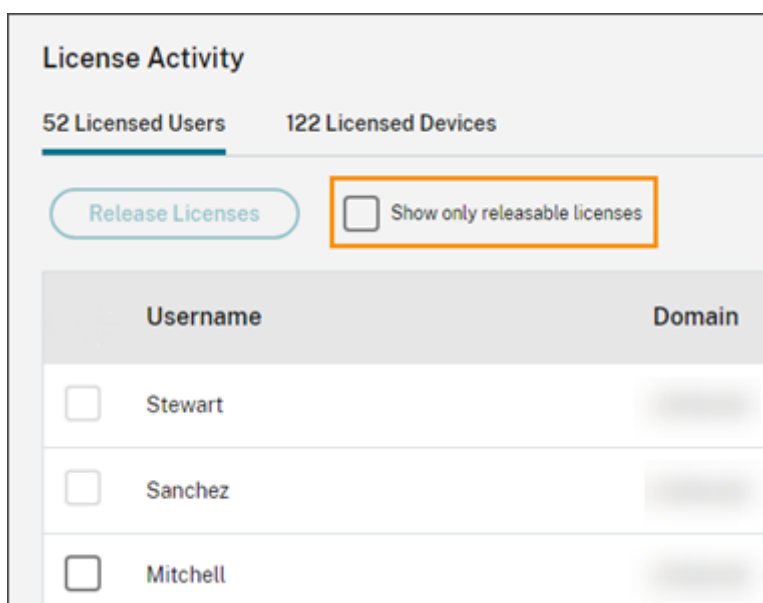 License Activity
52 Licensed Users 122 Licensed Devices
Release Licenses Show only releasable licenses
Username Domain
Stewart
Sanchez
Mitchell